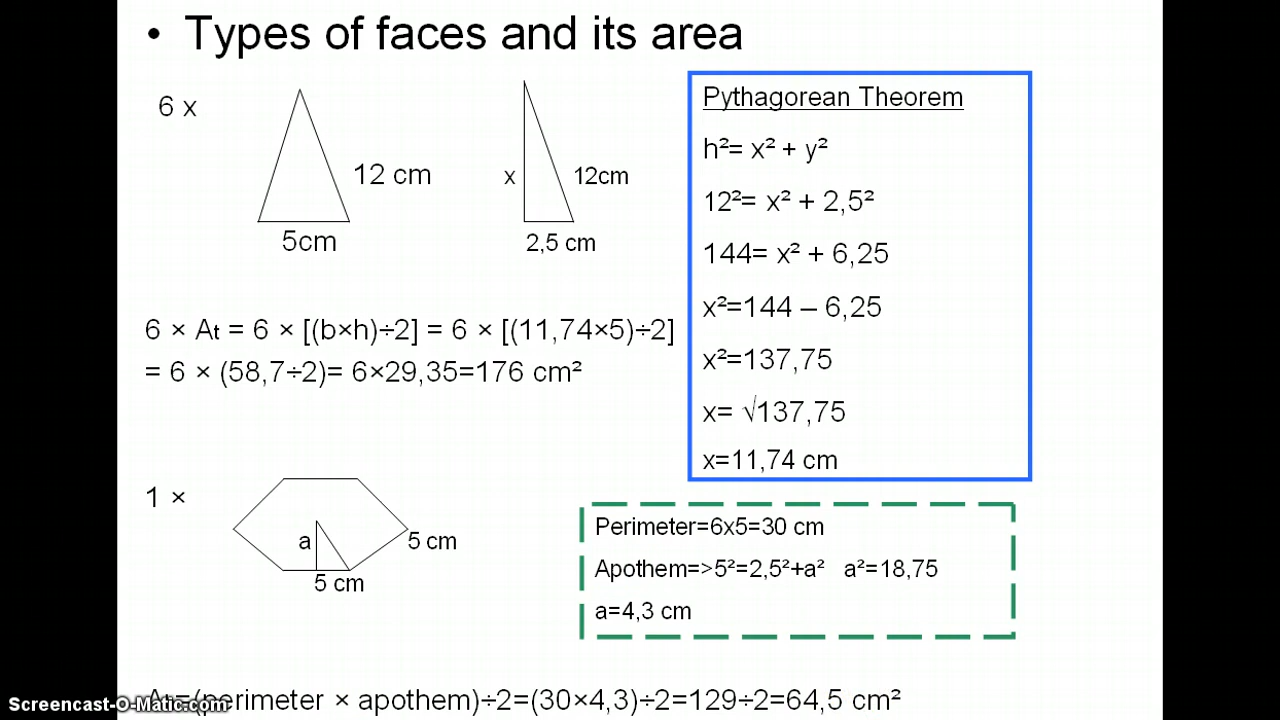 • Types of faces and its area
6 x
12 cm
5cm
x
12cm
2,5 cm
Pythagorean Theorem
h²= x² + y²
12²= x² + 2,5²
144= x² + 6,25
x²=144 – 6,25
x²=137,75
x= √137,75
x=11,74 cm
6 × At = 6 × [(b×h)÷2] = 6 × [(11,74×5)÷2]
= 6 × (58,7÷2)= 6×29,35=176 cm²
1 ×
a
5 cm
5 cm
Perimeter=6x5=30 cm
Apothem=>5²=2,5²+a² a²=18,75
a=4,3 cm
At=(perimeter × apothem)÷2=(30×4,3)÷2=129÷2=64,5 cm²
Screencast-O-Matic.com